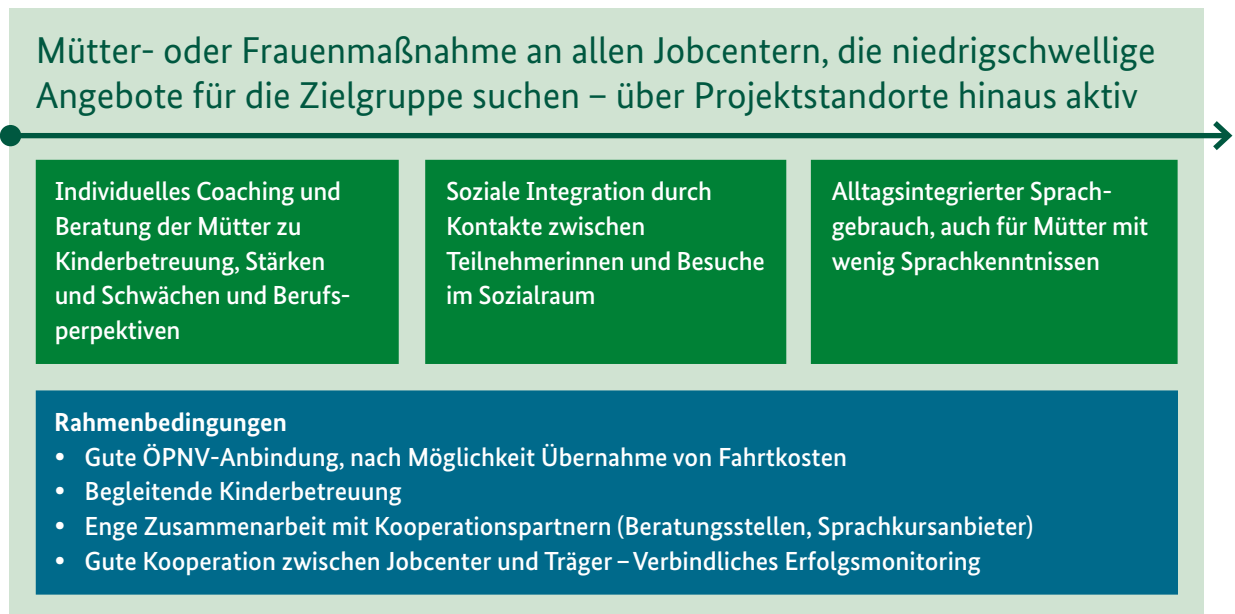 Mütter- oder Frauenmaßnahme an allen Jobcentern, die niedrigschwellige
Angebote für die Zielgruppe suchen – über Projektstandorte hinaus aktiv
Individuelles Coaching und
Beratung der Mütter zu
Kinderbetreuung, Stärken
und Schwächen und Berufs-
perpektiven
Soziale Integration durch
Kontakte zwischen
Teilnehmerinnen und Besuche
im Sozialraum
Alltagsintegrierter Sprach-
gebrauch, auch für Mütter mit
wenig Sprachkenntnissen
Rahmenbedingungen
• Gute ÖPNV-Anbindung, nach Möglichkeit Übernahme von Fahrtkosten
• Begleitende Kinderbetreuung
• Enge Zusammenarbeit mit Kooperationspartnern (Beratungsstellen, Sprachkursanbieter)
• Gute Kooperation zwischen Jobcenter und Träger – Verbindliches Erfolgsmonitoring